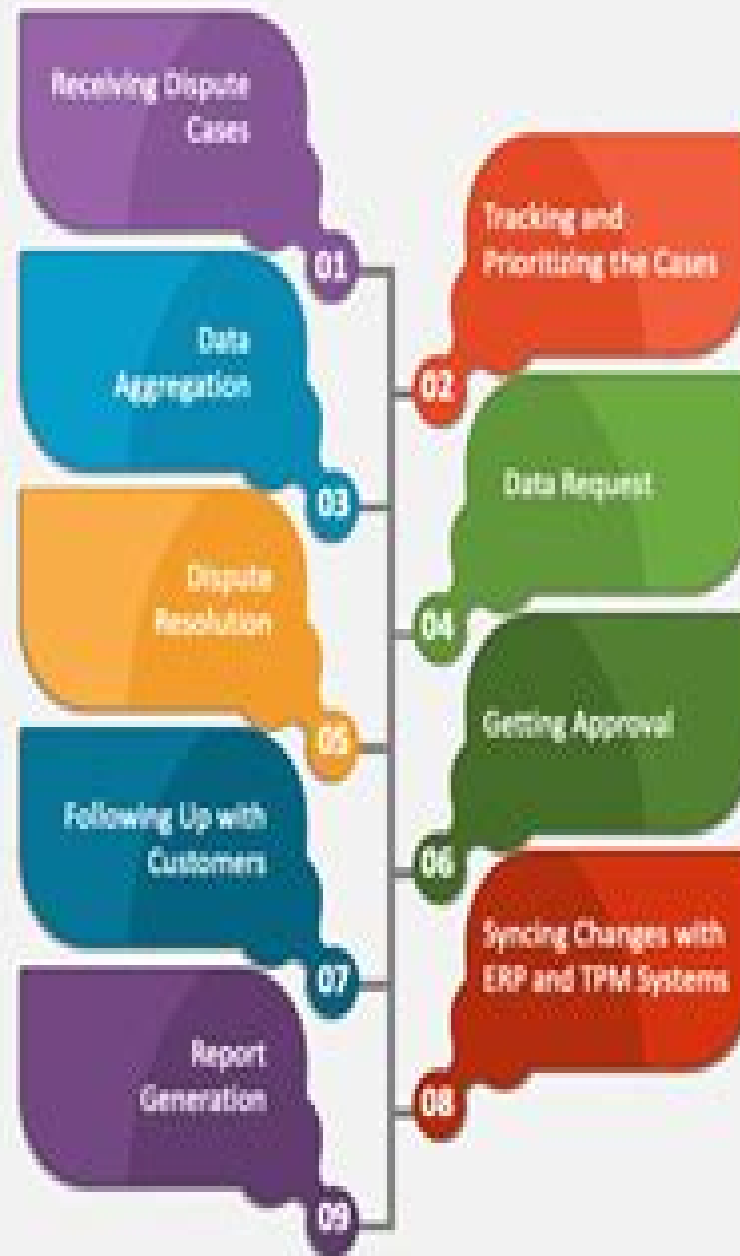 Receiving Dispute
Cases
01
Tracking and
Prioritizing the Cases
02
Data
Aggregation
03
Data Request
04
Dispute
Resolution
05
Getting Approval
06
Following Up with
Customers
07
Syncing Changes with
ERP and TPM Systems
08
Report
Generation
09